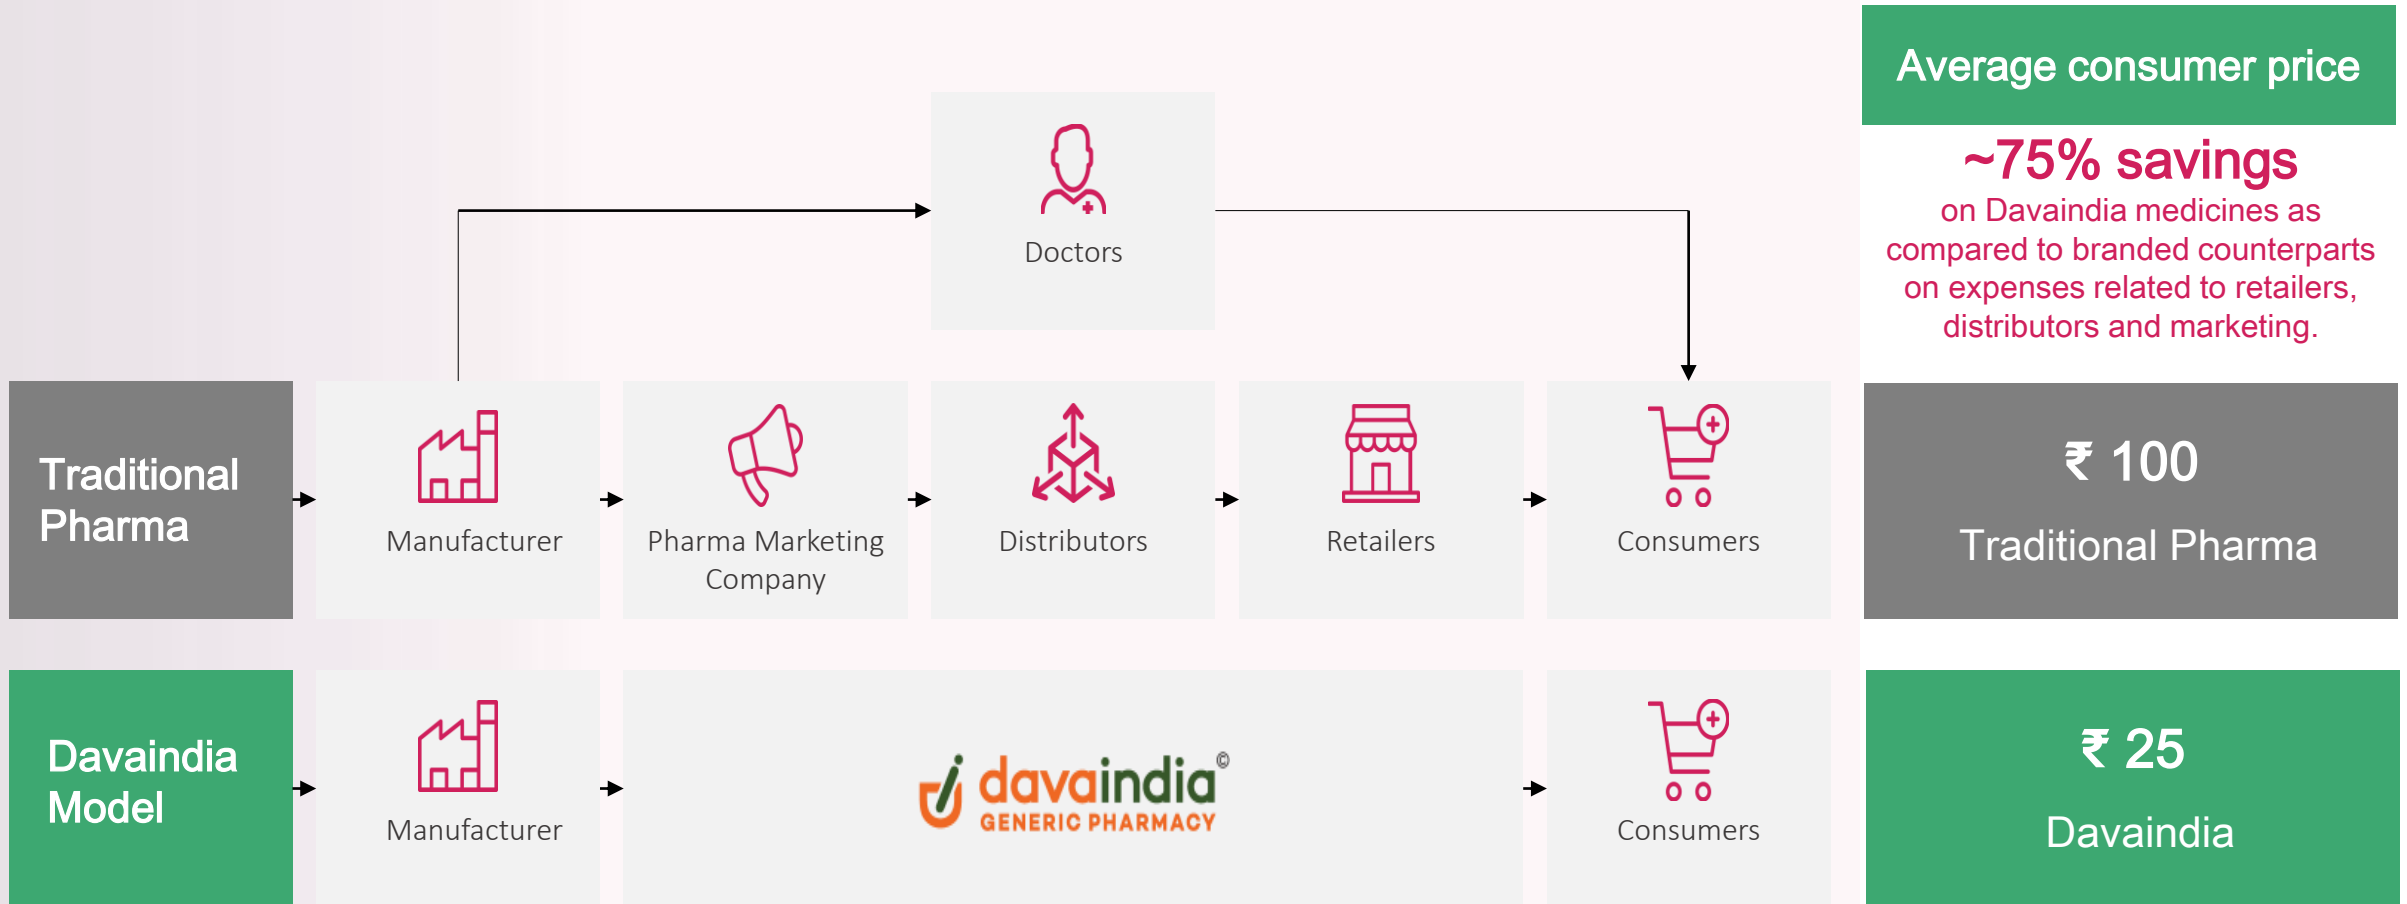 Average consumer price
~75% savings
on Davaindia medicines as
compared to branded counterparts
on expenses related to retailers,
distributors and marketing.
Doctors
Traditional
Pharma
Manufacturer
Pharma Marketing
Company
Distributors
Retailers
Consumers
₹ 100
Traditional Pharma
Davaindia
Model
Manufacturer
davaindia©
GENERIC PHARMACY
Consumers
₹ 25
Davaindia